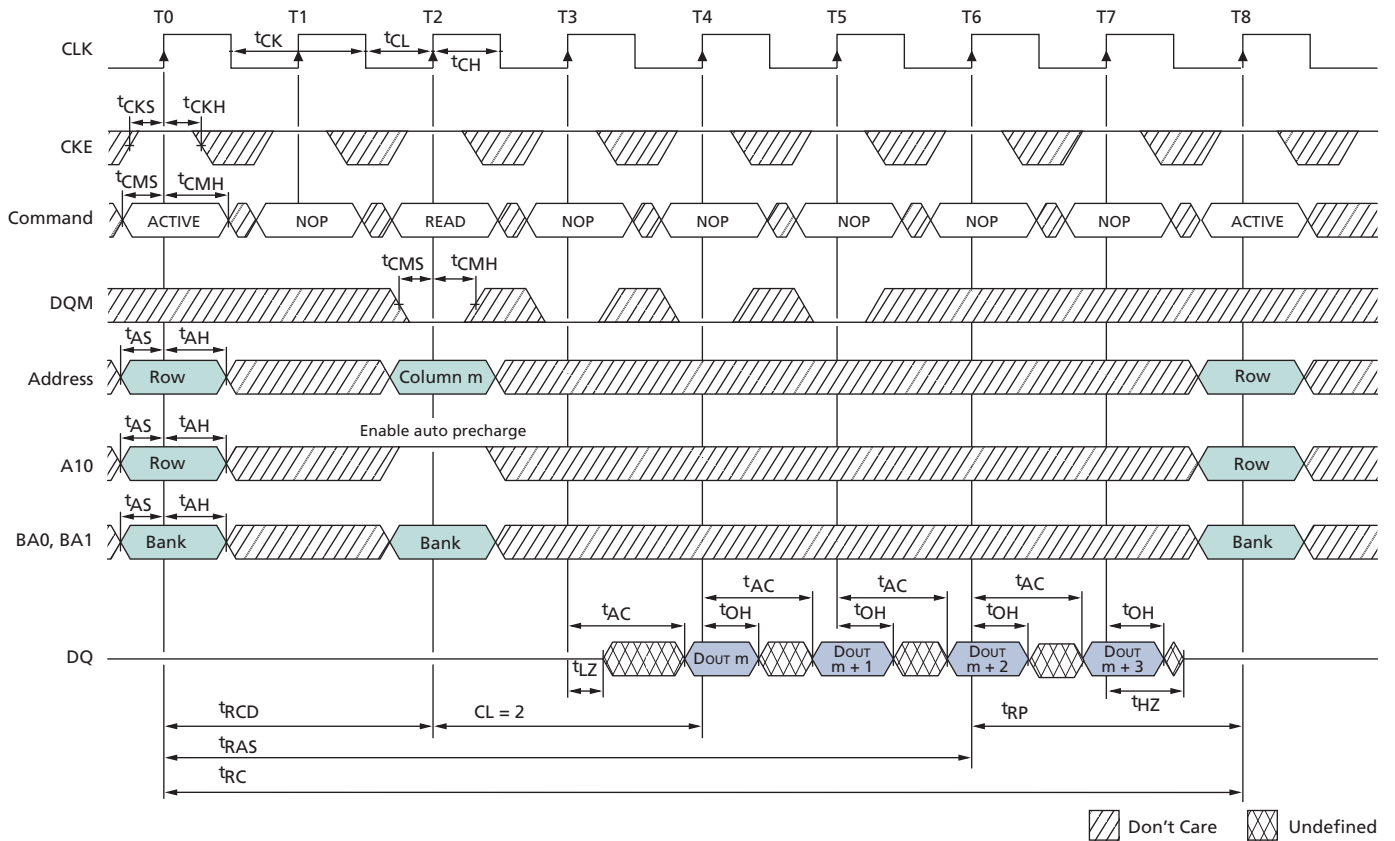 T0 T1 T2 T3 T4 T5 T6 T7 T8
CLK
tCK tCL tCH
tCKS tCKH
CKE
tCMS tCMH
Command ACTIVE NOP READ NOP NOP NOP NOP NOP ACTIVE
tCMS tCMH
DQM
tAS tAH
Address Row Column m Row
tAS tAH Enable auto precharge
A10 Row Row
tAS tAH
BA0, BA1 Bank Bank Bank
tAC tAC tAC tAC
tOH tOH tOH tOH
DQ DOUT m DOUT m + 1 DOUT m + 2 DOUT m + 3
tLZ tHZ
tRCD CL = 2 tRP
tRAS
tRC
Don't Care Undefined